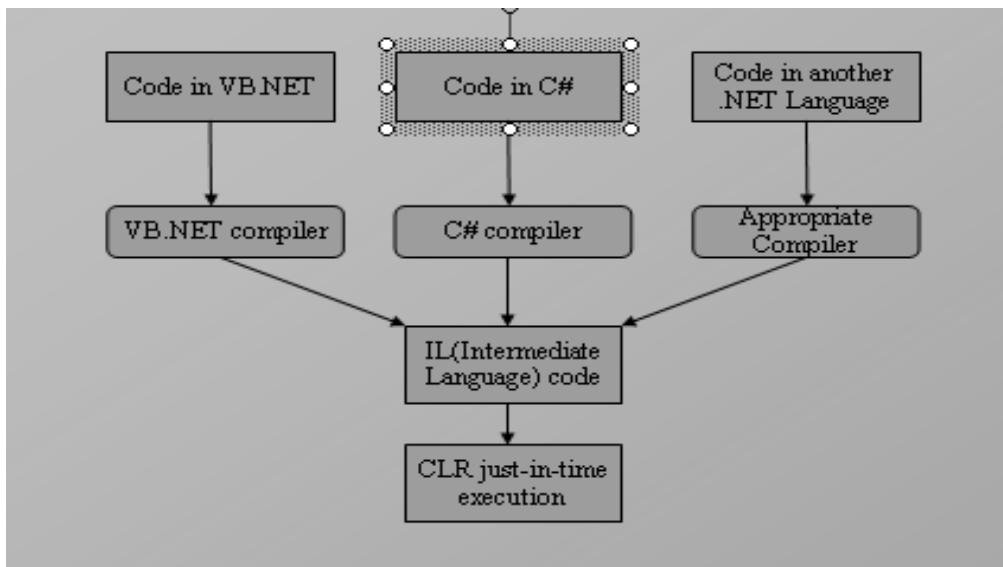 Code in VB.NET
Code in C#
Code in another
.NET Language
VB.NET compiler
C# compiler
Appropriate
Compiler
IL(Intermediate
Language) code
CLR just-in-time
execution